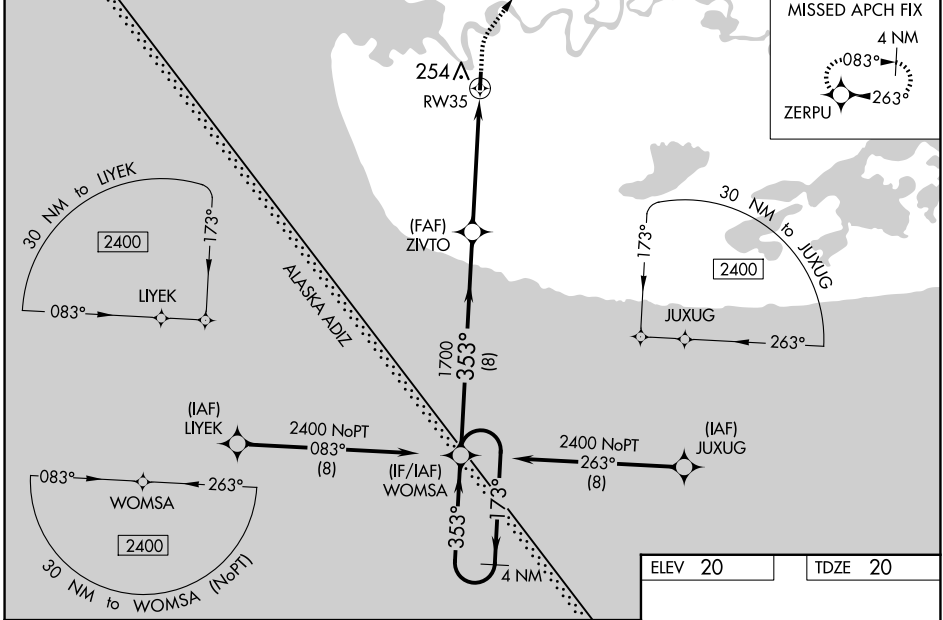 MISSED APCH FIX
4 NM
083°
263°
ZERPU
254
RW35
30 NM to LIYEK
2400
173°
LIYEK
083°
(FAF)
ZIVTO
30 NM to JUXUG
173°
2400
JUXUG
263°
ALASKA ADIZ
1700
353°
(8)
(IAF)
LIYEK
2400 NoPT
083°
(8)
(IF/IAF)
WOMSA
2400 NoPT
263°
(8)
(IAF)
JUXUG
083°
263°
WOMSA
2400
30 NM to WOMSA (NoPT)
353°
173°
4 NM
ELEV 20
TDZE 20